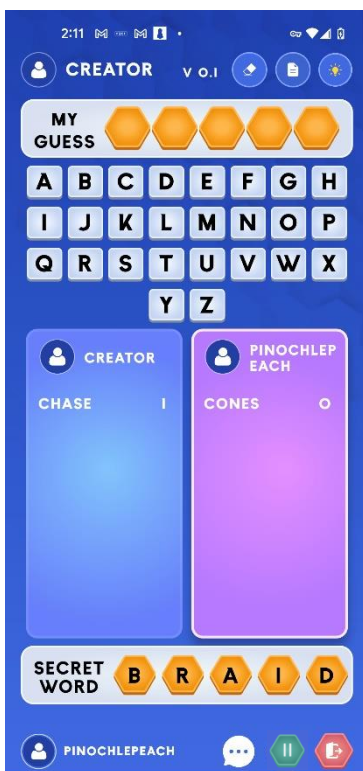 2:11
CREATOR V 0.1
MY
GUESS
A B C D E F G H
I J K L M N O P
Q R S T U V W X
Y Z
CREATOR
PINOCHLEP
EACH
CHASE 1
CONES 0
SECRET
WORD
B R A I D
PINOCHLEPEACH